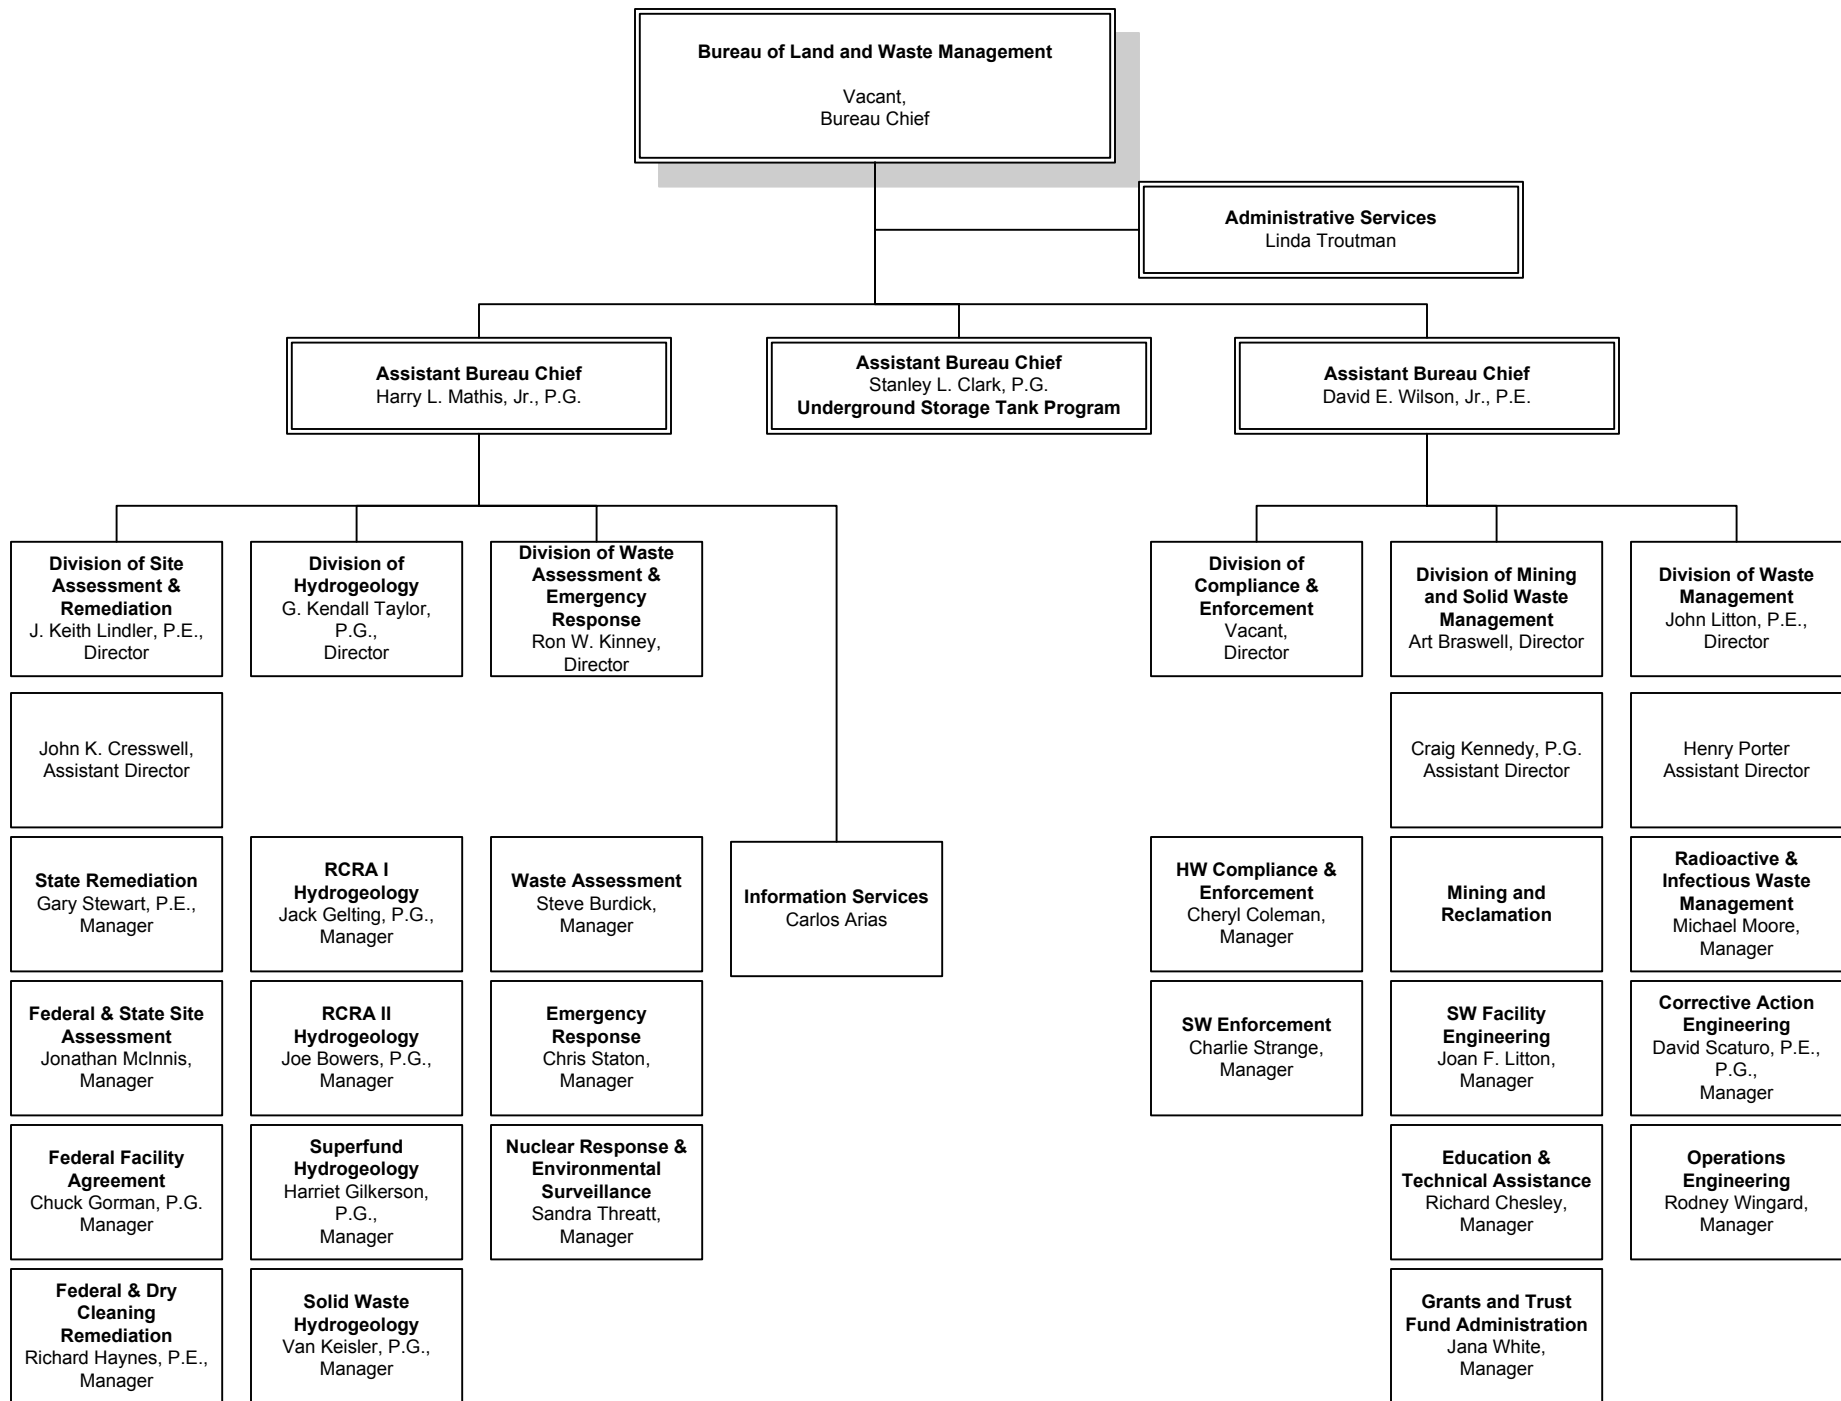 Bureau of Land and Waste Management
Vacant,
Bureau Chief
Administrative Services
Linda Troutman
Assistant Bureau Chief
Harry L. Mathis, Jr., P.G.
Assistant Bureau Chief
Stanley L. Clark, P.G.
Underground Storage Tank Program
Assistant Bureau Chief
David E. Wilson, Jr., P.E.
Division of Site
Assessment &
Remediation
J. Keith Lindler, P.E.,
Director
Division of
Hydrogeology
G. Kendall Taylor,
P.G.,
Director
Division of Waste
Assessment &
Emergency
Response
Ron W. Kinney,
Director
Division of
Compliance &
Enforcement
Vacant,
Director
Division of Mining
and Solid Waste
Management
Art Braswell, Director
Division of Waste
Management
John Litton, P.E.,
Director
John K. Cresswell,
Assistant Director
Craig Kennedy, P.G.
Assistant Director
Henry Porter
Assistant Director
State Remediation
Gary Stewart, P.E.,
Manager
RCRA I
Hydrogeology
Jack Gelting, P.G.,
Manager
Waste Assessment
Steve Burdick,
Manager
Information Services
Carlos Arias
HW Compliance &
Enforcement
Cheryl Coleman,
Manager
Mining and
Reclamation
Radioactive &
Infectious Waste
Management
Michael Moore,
Manager
Federal & State Site
Assessment
Jonathan McInnis,
Manager
RCRA II
Hydrogeology
Joe Bowers, P.G.,
Manager
Emergency
Response
Chris Staton,
Manager
SW Enforcement
Charlie Strange,
Manager
SW Facility
Engineering
Joan F. Litton,
Manager
Corrective Action
Engineering
David Scaturo, P.E.,
P.G.,
Manager
Federal Facility
Agreement
Chuck Gorman, P.G.
Manager
Superfund
Hydrogeology
Harriet Gilkerson,
P.G.,
Manager
Nuclear Response &
Environmental
Surveillance
Sandra Threatt,
Manager
Education &
Technical Assistance
Richard Chesley,
Manager
Operations
Engineering
Rodney Wingard,
Manager
Federal & Dry
Cleaning
Remediation
Richard Haynes, P.E.,
Manager
Solid Waste
Hydrogeology
Van Keisler, P.G.,
Manager
Grants and Trust
Fund Administration
Jana White,
Manager